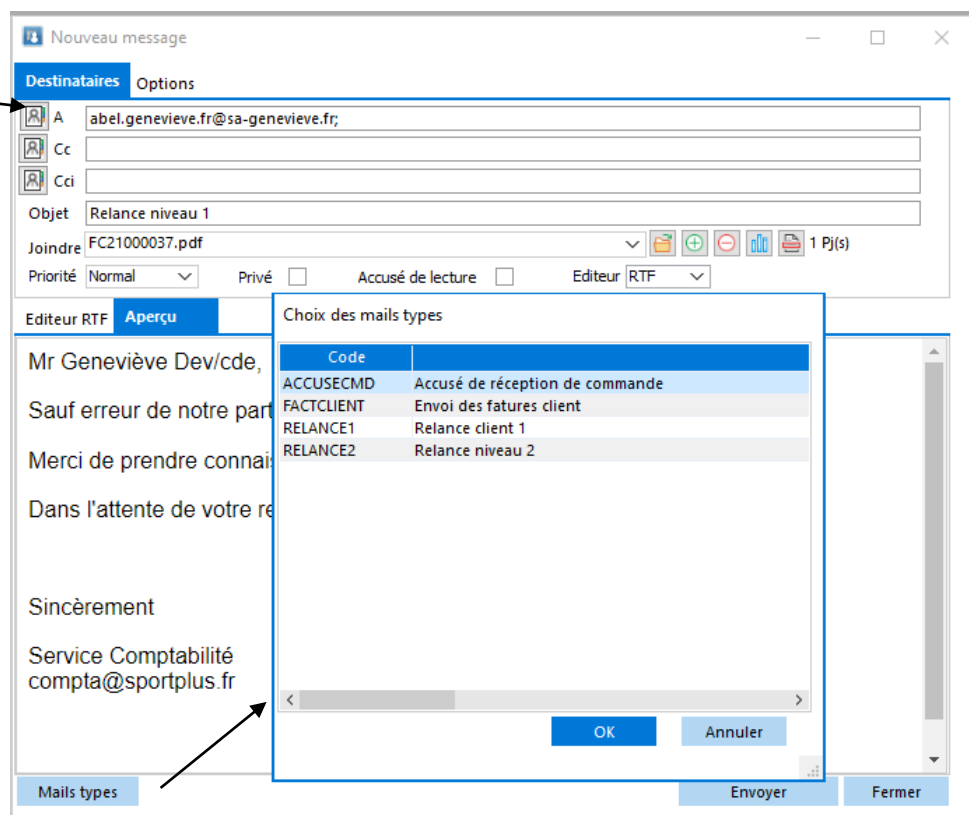 Nouveau message
Destinataires Options
A abel.genevieve.fr@sa-genevieve.fr;
Cc
Cci
Objet Relance niveau 1
Joindre FC21000037.pdf 1 Pj(s)
Priorité Normal Privé Accusé de lecture Editeur RTF
Editeur RTF Aperçu
Mr Geneviève Dev/cde,
Sauf erreur de notre part
Merci de prendre
Dans l'attente de votre
Sincèrement
Service Comptabilité
compta@sportplus.fr
Choix des mails types
Code
ACCUSECMD Accusé de réception de commande
FACTCLIENT Envoi des fatures client
RELANCE1 Relance client 1
RELANCE2 Relance niveau 2
OK Annuler
Mails types Envoyer Fermer